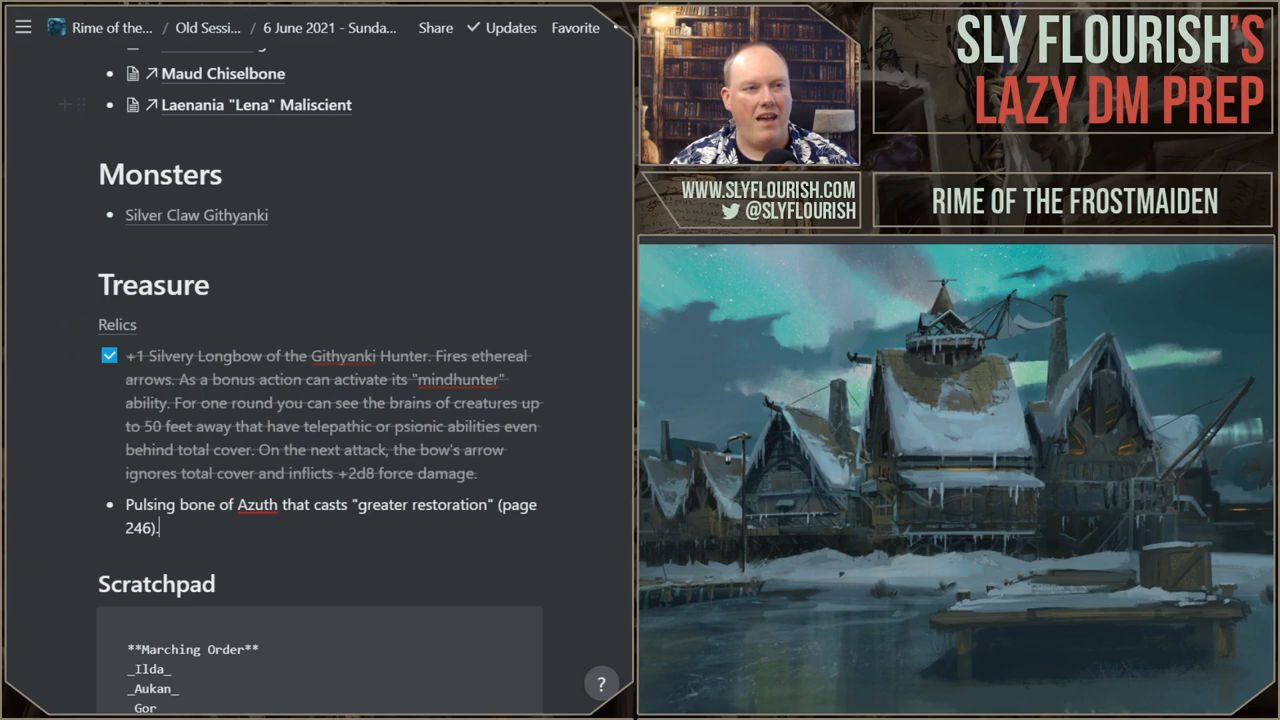 Rime of the... / Old Sessi... / 6 June 2021 - Sunda... Share Updates Favorite
Maud Chiselbone
Laenania "Lena" Maliscient
Monsters
Silver Claw Githyanki
Treasure
Relics
+1 Silvery Longbow of the Githyanki Hunter. Fires ethereal
arrows. As a bonus action can activate its "mindhunter"
ability. For one round you can see the brains of creatures up
to 50 feet away that have telepathic or psionic abilities even
behind total cover. On the next attack, the bow's arrow
ignores total cover and inflicts +2d8 force damage.
Pulsing bone of Azuth that casts "greater restoration" (page
246).
Scratchpad
**Marching Order**
_Ilda_
_Aukan_
_Gor
?
SLY FLOURISH'S
LAZY DM PREP
WWW.SLYFLOURISH.COM
@SLYFLOURISH
RIME OF THE FROSTMAIDEN